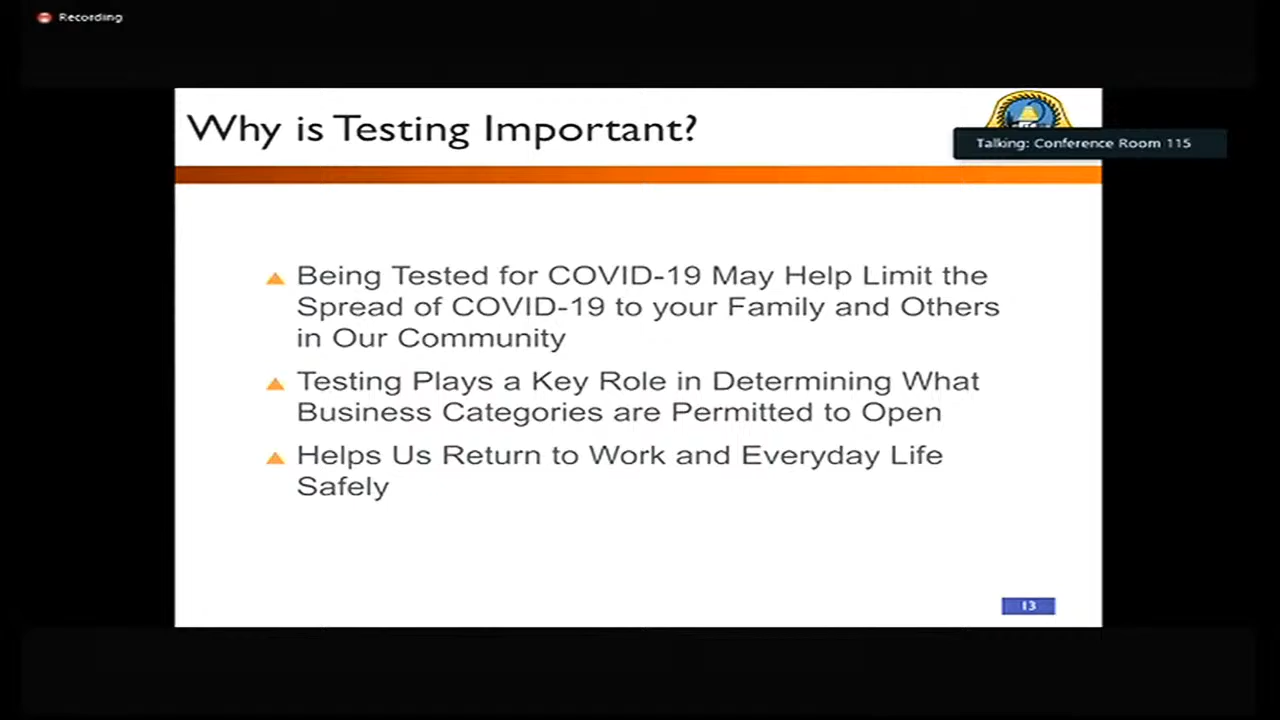 Recording
Why is Testing Important?
Talking: Conference Room 115
Being Tested for COVID-19 May Help Limit the
Spread of COVID-19 to your Family and Others
in Our Community
Testing Plays a Key Role in Determining What
Business Categories are Permitted to Open
Helps Us Return to Work and Everyday Life
Safely
13